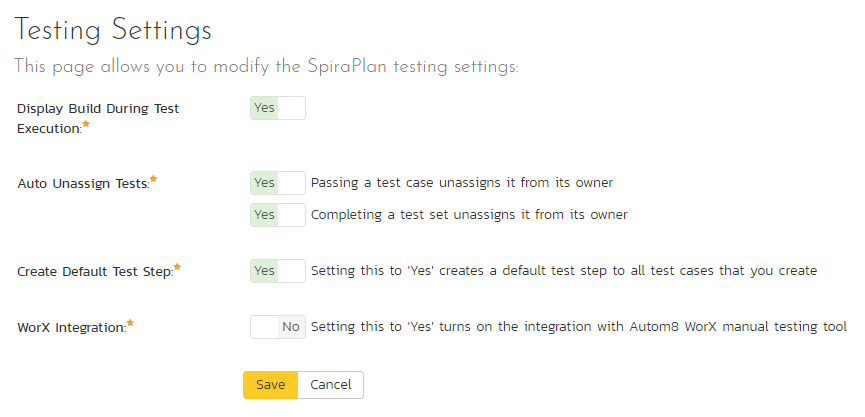 Testing Settings
This page allows you to modify the SpiraPlan testing settings:
Display Build During Test
Execution:
Yes
Auto Unassign Tests:
Yes Passing a test case unassigns it from its owner
Yes Completing a test set unassigns it from its owner
Create Default Test Step:
Yes Setting this to 'Yes' creates a default test step to all test cases that you create
WorX Integration:
No Setting this to 'Yes' turns on the integration with Autom8 WorX manual testing tool
Save Cancel